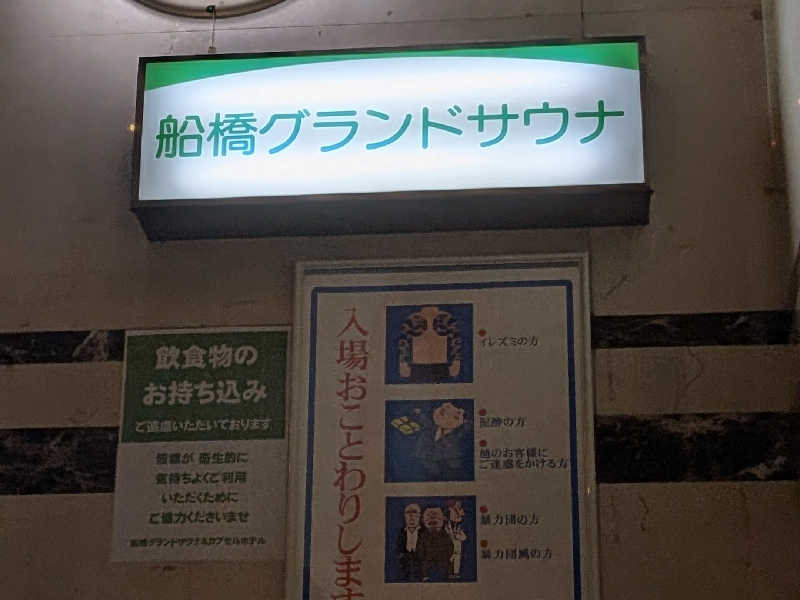 船橋グランドサウナ
飲食物の
お持ち込み
ご遠慮いただいております
皆様が 衛生的に
気持ちよくご利用
いただくために
ご協力くださいませ
船橋グランドサウナ&カプセルホテル
入場おことわりします
イレズミの方
泥酔の方
他のお客様に
ご迷惑をかける方
暴力団の方
暴力団風の方